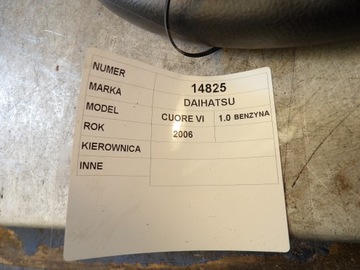 NUMER 14825
MARKA DAIHATSU
MODEL CUORE VI 1.0 BENZYNA
ROK 2006
KIEROWNICA
INNE